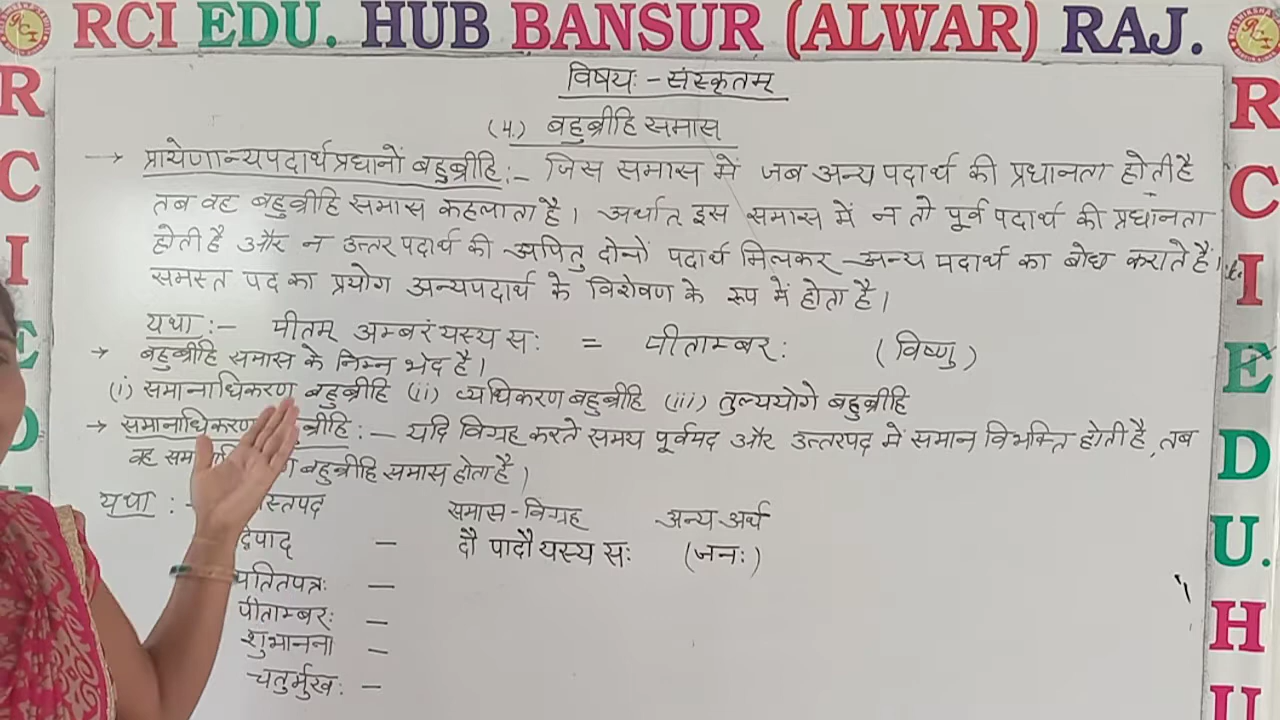 RCI EDU. HUB BANSUR (ALWAR) RAJ.
विषयः - संस्कृतम्
(4.) बहुब्रीहि समास
→ प्रायेणान्यपदार्थप्रधानों बहुब्रीहि :- जिस समास में जब अन्य पदार्थ की प्रधानता होती है
तब वह बहुब्रीहि समास कहलाता है। अर्थात इस समास में न तो पूर्व पदार्थ की प्रधानता
होती है और न उत्तर पदार्थ की अपितु दोनों पदार्थ मिलकर अन्य पदार्थ का बोध कराते हैं।
समस्त पद का प्रयोग अन्यपदार्थ के विशेषण के रूप में होता है।
यथा :- पीतम् अम्बरं यस्य सः = पीताम्बरः (विष्णु)
→ बहुब्रीहि समास के निम्न भेद है।
(i) समानाधिकरण बहुब्रीहि (ii) व्यधिकरण बहुब्रीहि (iii) तुल्ययोगे बहुब्रीहि
→ समानाधिकरण ब्रीहि :- यदि विग्रह करते समय पूर्वपद और उत्तरपद में समान विभक्ति होती है, तब
वह बहुब्रीहि समास होता है।
यथा :- स्तपद समास-विग्रह अन्य अर्थ
द्विपाद् - दौ पादौ यस्य सः (जनः)
पतितपत्रः -
पीताम्बरः -
शुभानना -
चतुर्मुखः -
R
C
I
E
D
R
C
I
E
D
U.
H
U